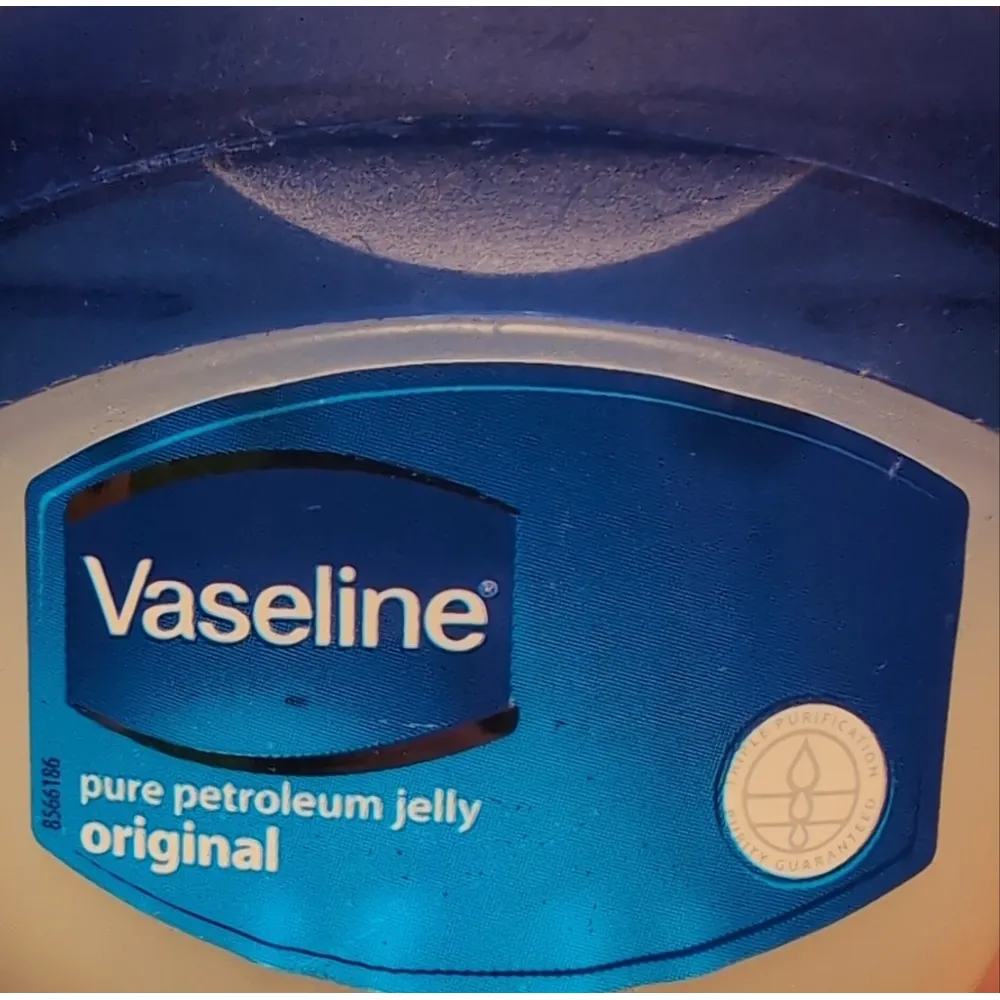 Vaseline®
pure petroleum jelly
original
8566186
TRIPLE PURIFICATION
PURITY GUARANTEED